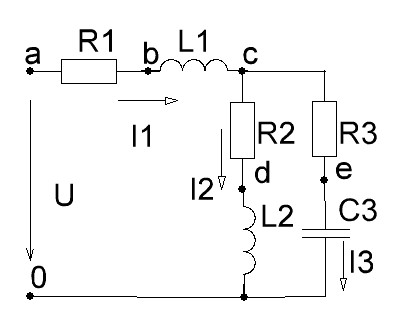 a R1 b L1 c
I1 R2 R3
U I2 d e
L2 C3
0 I3